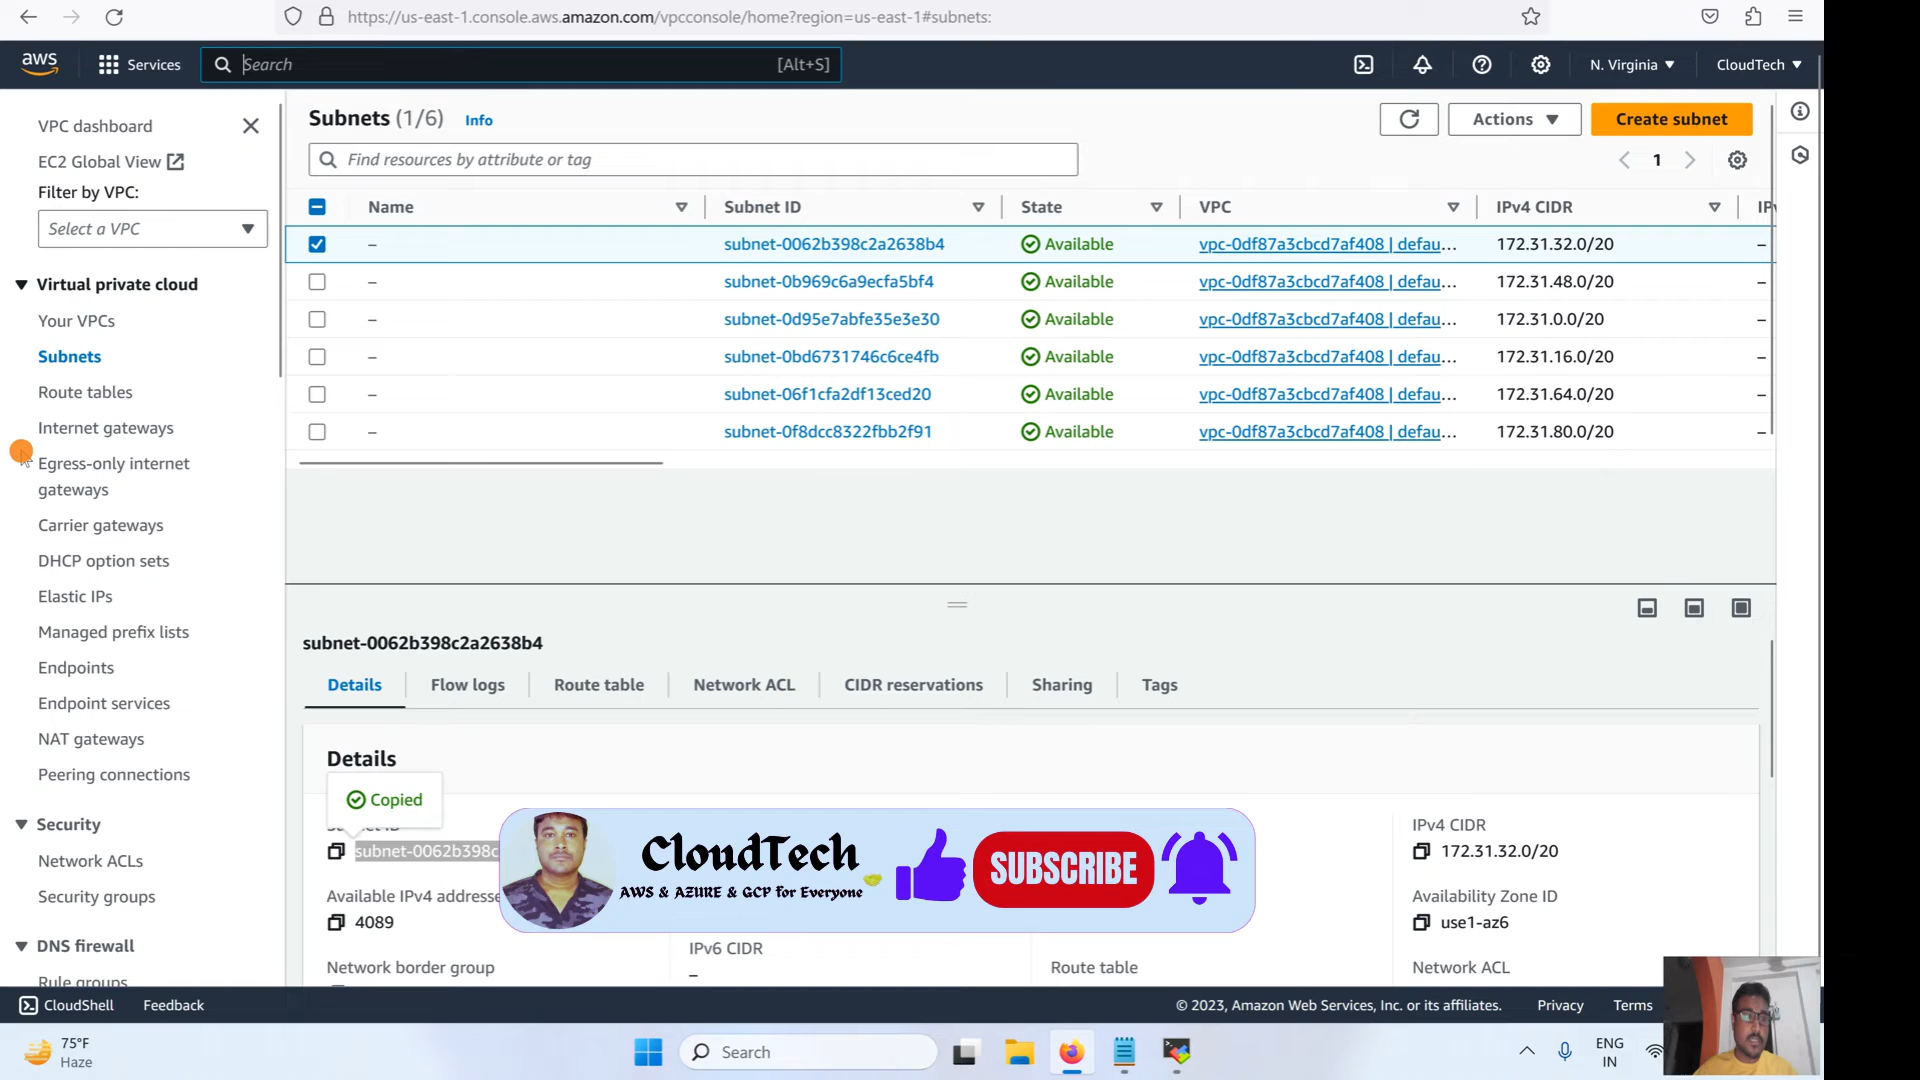 https://us-east-1.console.aws.amazon.com/vpcconsole/home?region=us-east-1#subnets:
aws
Services
Search
[Alt+S]
N. Virginia
CloudTech
VPC dashboard
EC2 Global View
Filter by VPC:
Select a VPC
Virtual private cloud
Your VPCs
Subnets
Route tables
Internet gateways
Egress-only internet
gateways
Carrier gateways
DHCP option sets
Elastic IPs
Managed prefix lists
Endpoints
Endpoint services
NAT gateways
Peering connections
Security
Network ACLs
Security groups
DNS firewall
Rule groups
Subnets (1/6) Info
Actions
Create subnet
Find resources by attribute or tag
1
Name Subnet ID State VPC IPv4 CIDR IPv
– subnet-0062b398c2a2638b4 Available vpc-0df87a3cbcd7af408 | defau... 172.31.32.0/20 –
– subnet-0b969c6a9ecfa5bf4 Available vpc-0df87a3cbcd7af408 | defau... 172.31.48.0/20 –
– subnet-0d95e7abfe35e3e30 Available vpc-0df87a3cbcd7af408 | defau... 172.31.0.0/20 –
– subnet-0bd6731746c6ce4fb Available vpc-0df87a3cbcd7af408 | defau... 172.31.16.0/20 –
– subnet-06f1cfa2df13ced20 Available vpc-0df87a3cbcd7af408 | defau... 172.31.64.0/20 –
– subnet-0f8dcc8322fbb2f91 Available vpc-0df87a3cbcd7af408 | defau... 172.31.80.0/20 –
subnet-0062b398c2a2638b4
Details Flow logs Route table Network ACL CIDR reservations Sharing Tags
Details
Copied
subnet-0062b398c
Available IPv4 addresse
4089
Network border group
IPv6 CIDR
–
Route table
IPv4 CIDR
172.31.32.0/20
Availability Zone ID
use1-az6
Network ACL
CloudTech
AWS & AZURE & GCP for Everyone
SUBSCRIBE
CloudShell
Feedback
© 2023, Amazon Web Services, Inc. or its affiliates.
Privacy
Terms
75°F
Haze
Search
ENG
IN